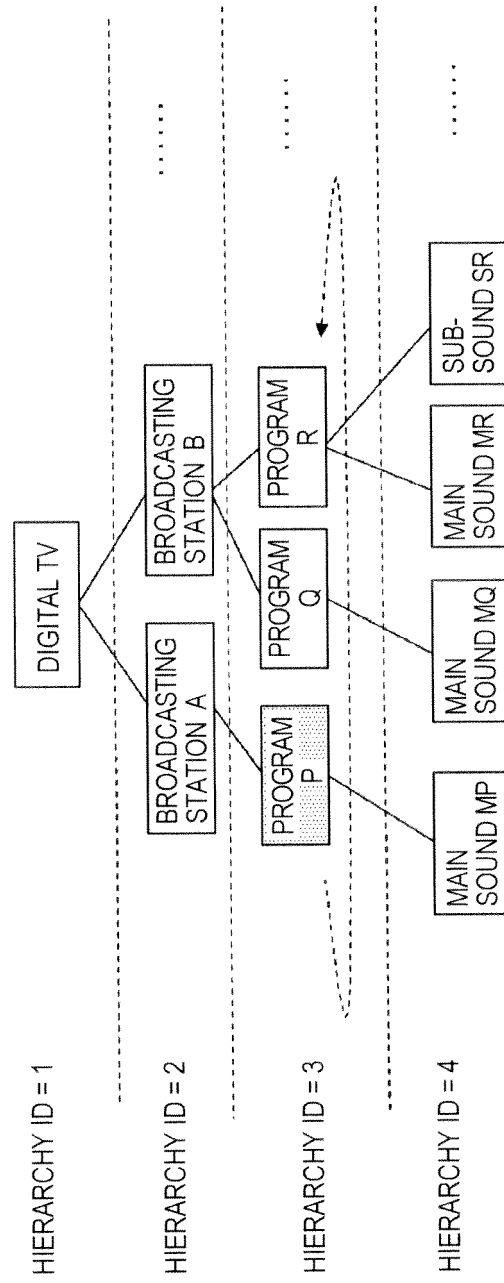 HIERARCHY ID = 1
DIGITAL TV
HIERARCHY ID = 2
BROADCASTING
STATION A
BROADCASTING
STATION B
......
HIERARCHY ID = 3
PROGRAM
P
PROGRAM
Q
PROGRAM
R
......
HIERARCHY ID = 4
MAIN
SOUND MP
MAIN
SOUND MQ
MAIN
SOUND MR
SUB-
SOUND SR
......